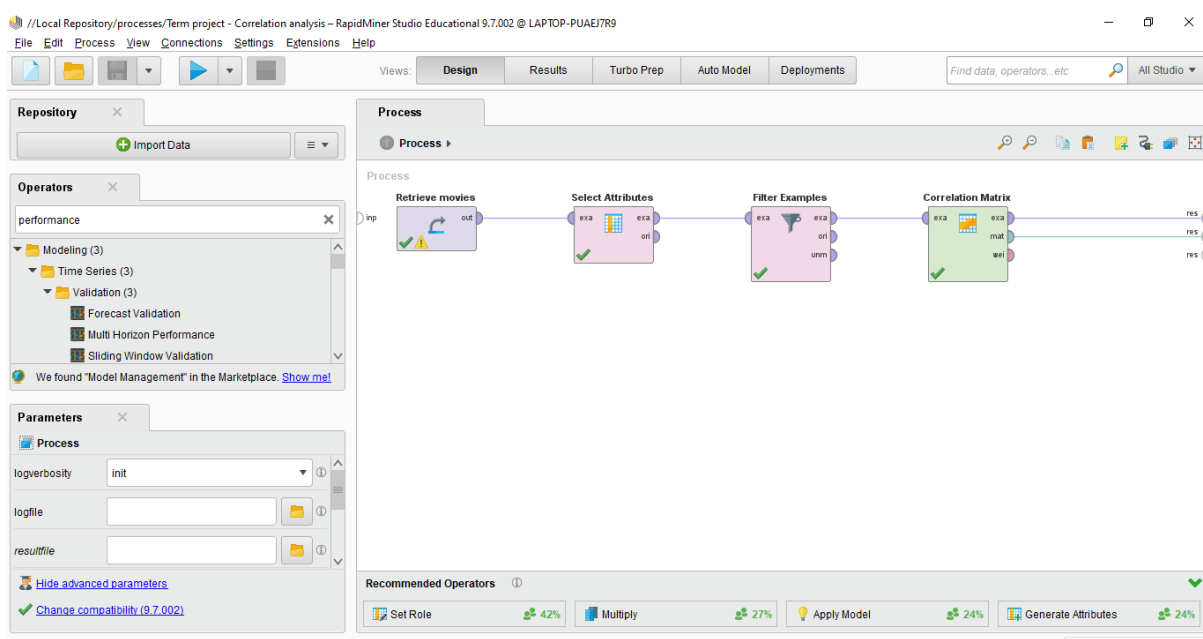 //Local Repository/processes/Term project - Correlation analysis – RapidMiner Studio Educational 9.7.002 @ LAPTOP-PUAEJ7R9
File Edit Process View Connections Settings Extensions Help
Views: Design Results Turbo Prep Auto Model Deployments Find data, operators...etc All Studio
Repository
Import Data
Operators
performance
Modeling (3)
Time Series (3)
Validation (3)
Forecast Validation
Multi Horizon Performance
Sliding Window Validation
We found "Model Management" in the Marketplace. Show me!
Parameters
Process
logverbosity init
logfile
resultfile
Hide advanced parameters
Change compatibility (9.7.002)
Process
Process
Process
Retrieve movies Select Attributes Filter Examples Correlation Matrix
inp out exa exa exa exa exa exa res
ori ori mat res
unm wei res
Recommended Operators
Set Role 42% Multiply 27% Apply Model 24% Generate Attributes 24%